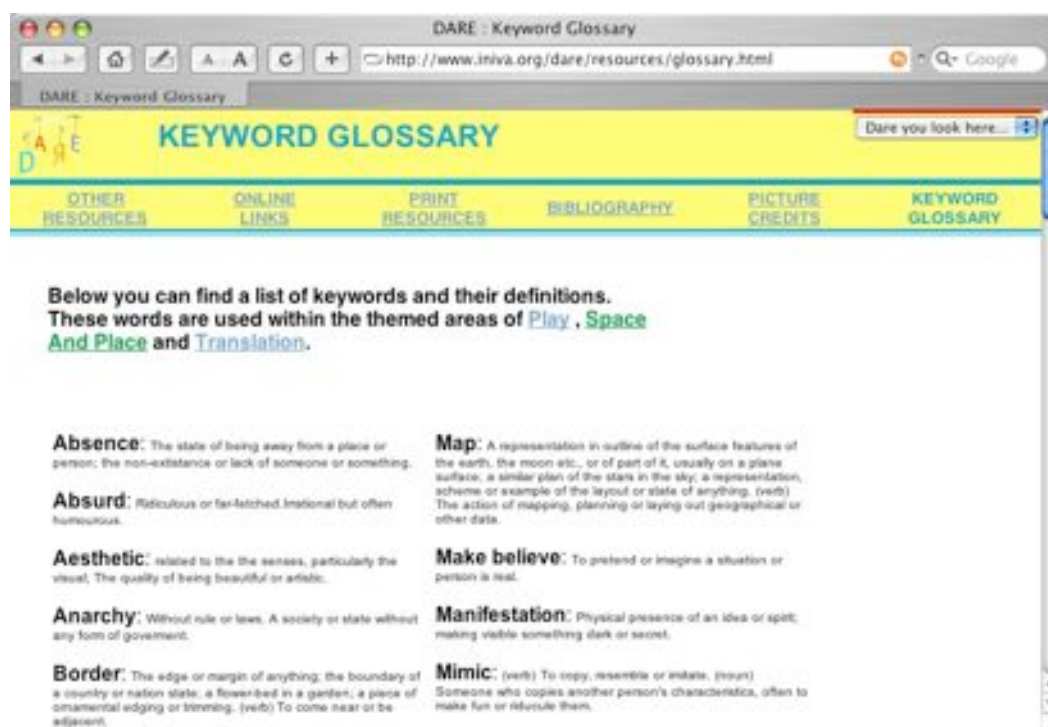 DARE : Keyword Glossary
A A C +
http://www.iniva.org/dare/resources/glossary.html
Google
DARE : Keyword Glossary
DARE
KEYWORD GLOSSARY
Dare you look here...
OTHER RESOURCES
ONLINE LINKS
PRINT RESOURCES
BIBLIOGRAPHY
PICTURE CREDITS
KEYWORD GLOSSARY
Below you can find a list of keywords and their definitions.
These words are used within the themed areas of Play , Space
And Place and Translation.
Absence: The state of being away from a place or
person; the non-existance or lack of someone or something.
Absurd: Ridiculous or far-fetched.Irrational but often
humourous.
Aesthetic: related to the the senses, particularly the
visual, The quality of being beautiful or artistic.
Anarchy: Without rule or laws. A society or state without
any form of goverment.
Border: The edge or margin of anything; the boundary of
a country or nation state; a flower-bed in a garden; a piece of
ornamental edging or trimming. (verb) To come near or be
adjacent.
Map: A representation in outline of the surface features of
the earth, the moon etc., or of part of it, usually on a plane
surface; a similar plan of the stars in the sky; a representation,
scheme or example of the layout or state of anything. (verb)
The action of mapping, planning or laying out geographical or
other data.
Make believe: To pretend or imagine a situation or
person is real.
Manifestation: Physical presence of an idea or spirit;
making visible something dark or secret.
Mimic: (verb) To copy, resemble or imitate. (noun)
Someone who copies another person's characteristics, often to
make fun or riducule them.